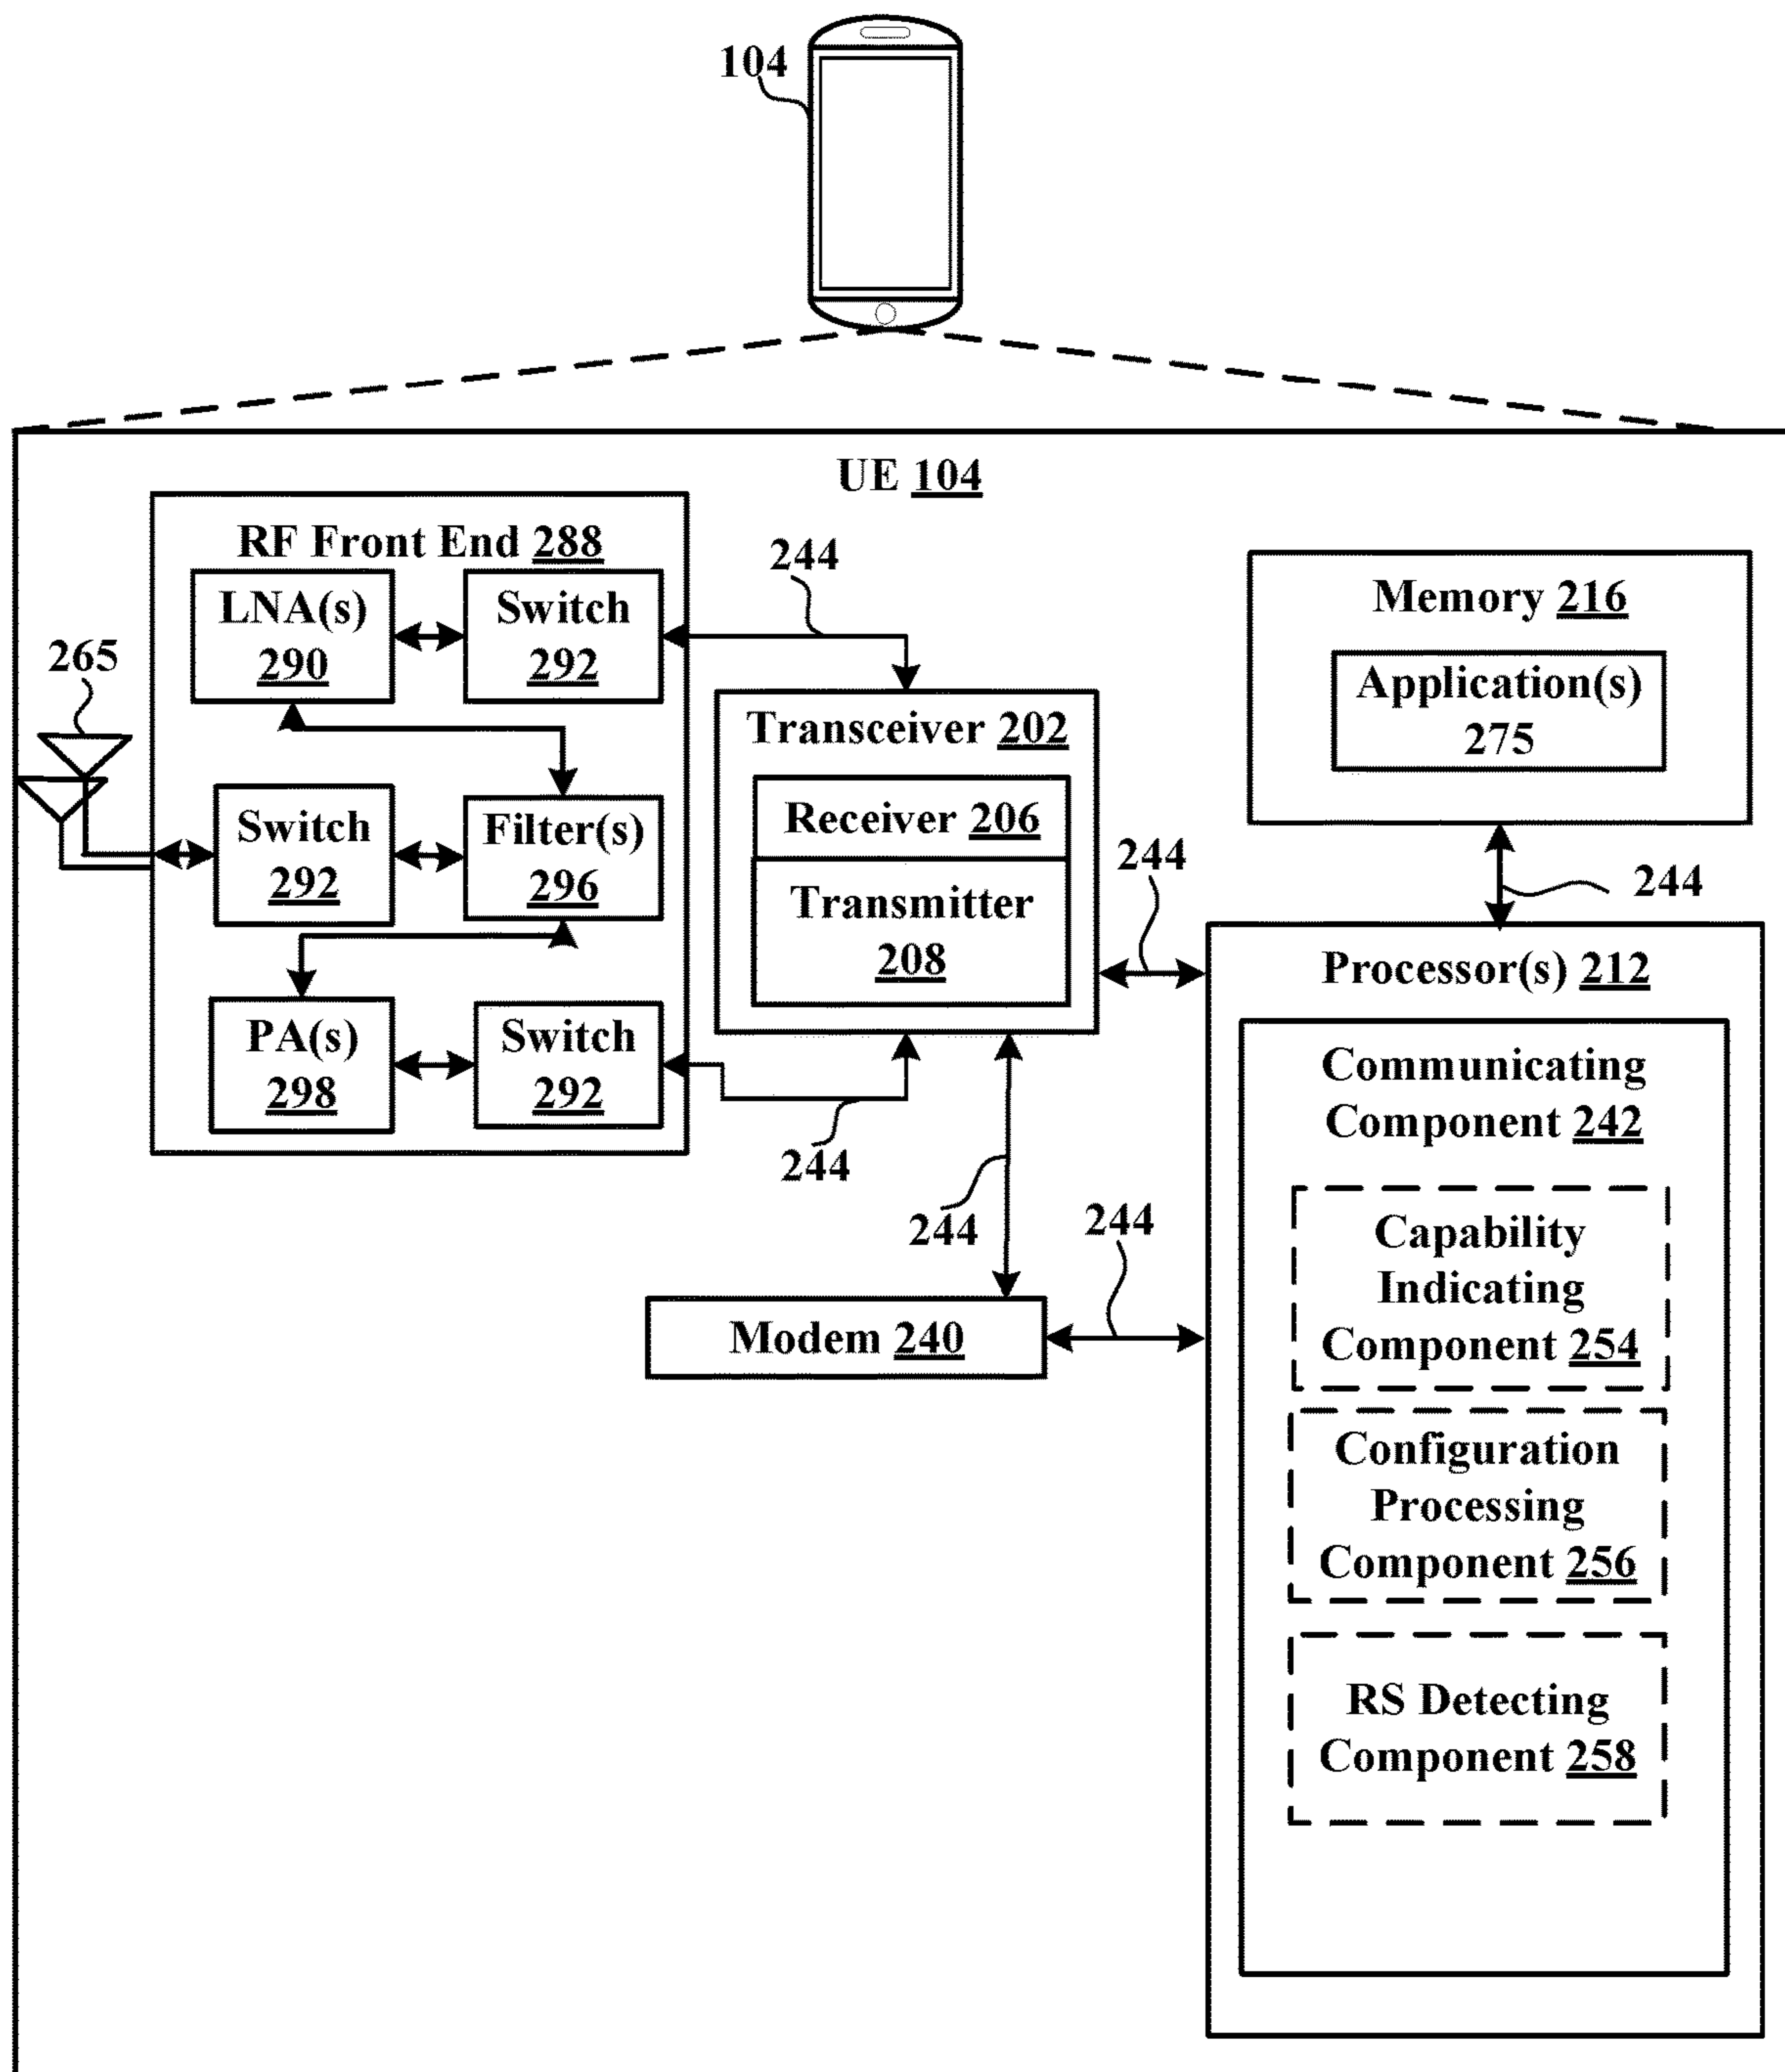 104
UE 104
RF Front End 288
LNA(s)
290
Switch
292
244
265
Switch
292
Filter(s)
296
PA(s)
298
Switch
292
244
Transceiver 202
Receiver 206
Transmitter
208
244
244
Modem 240
244
Memory 216
Application(s)
275
244
Processor(s) 212
Communicating
Component 242
Capability
Indicating
Component 254
Configuration
Processing
Component 256
RS Detecting
Component 258